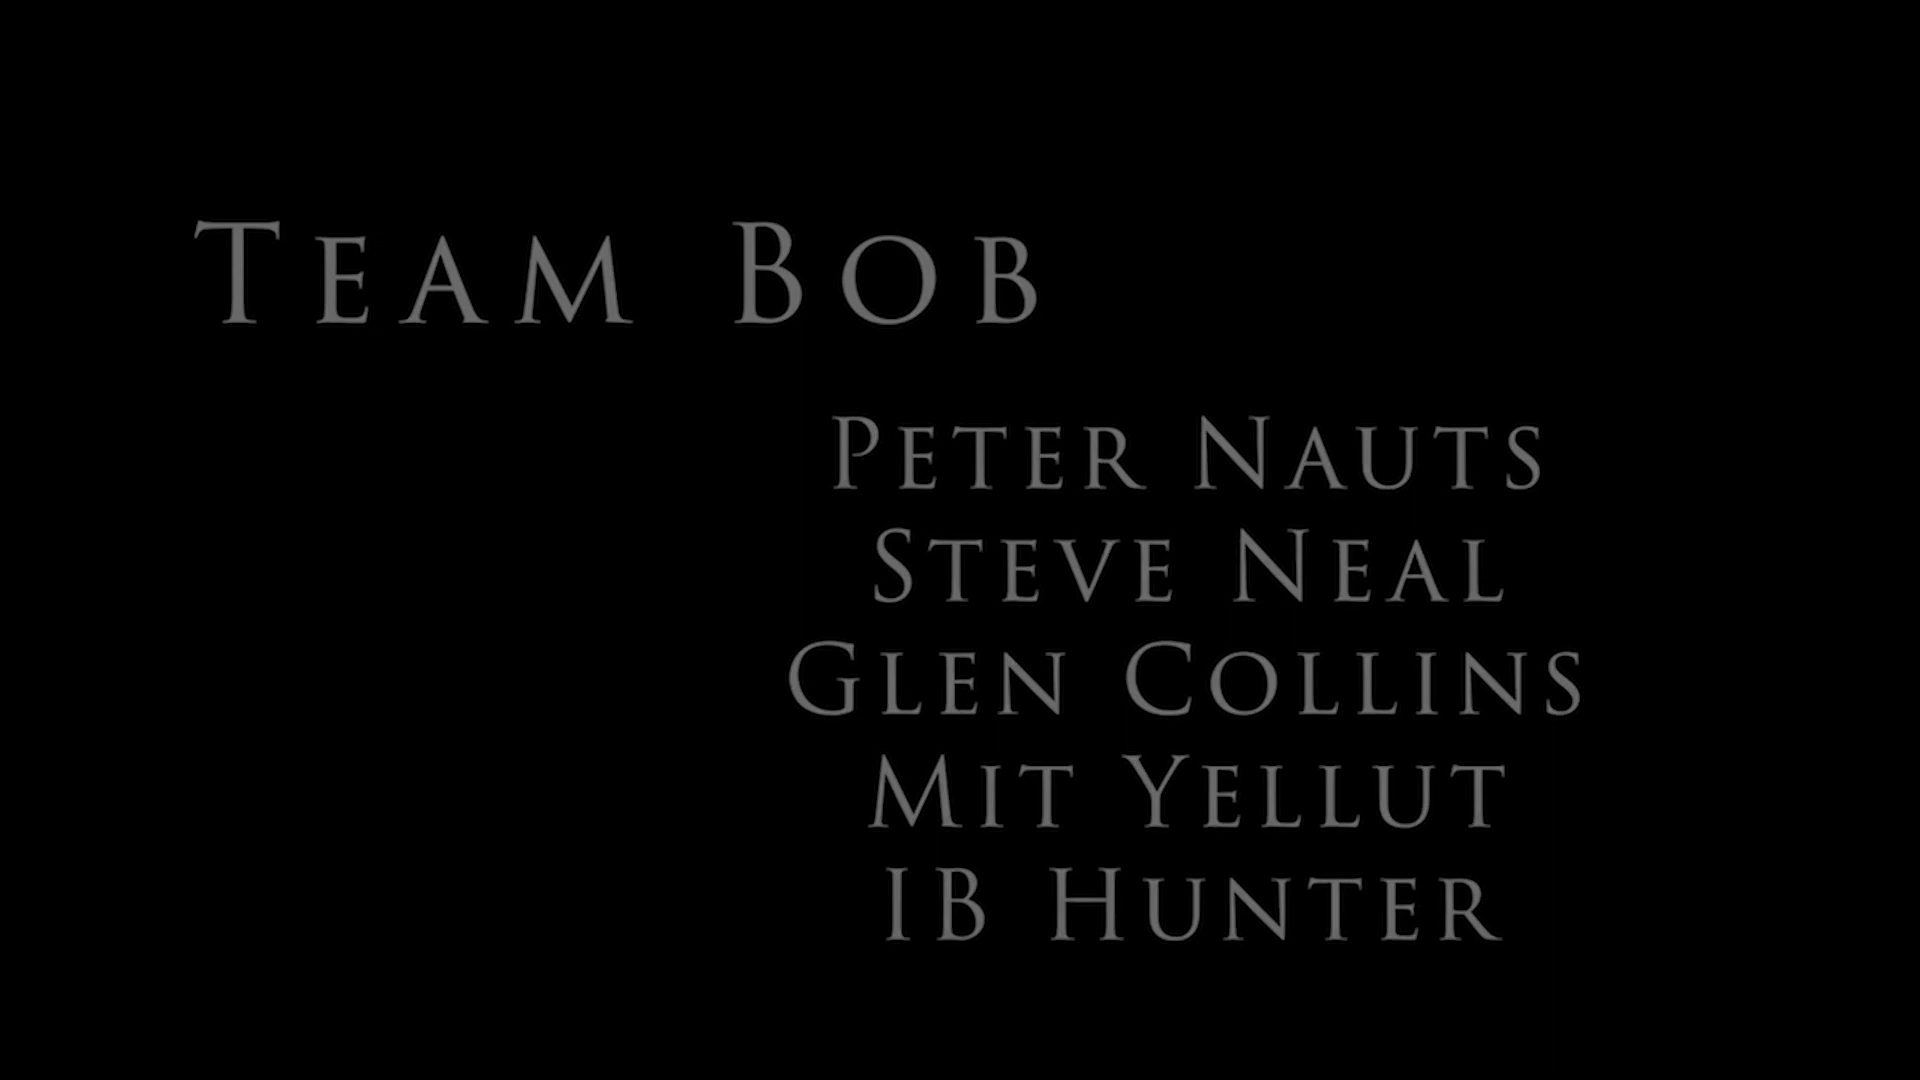 Team Bob
Peter Nauts
Steve Neal
Glen Collins
Mit Yellut
IB Hunter